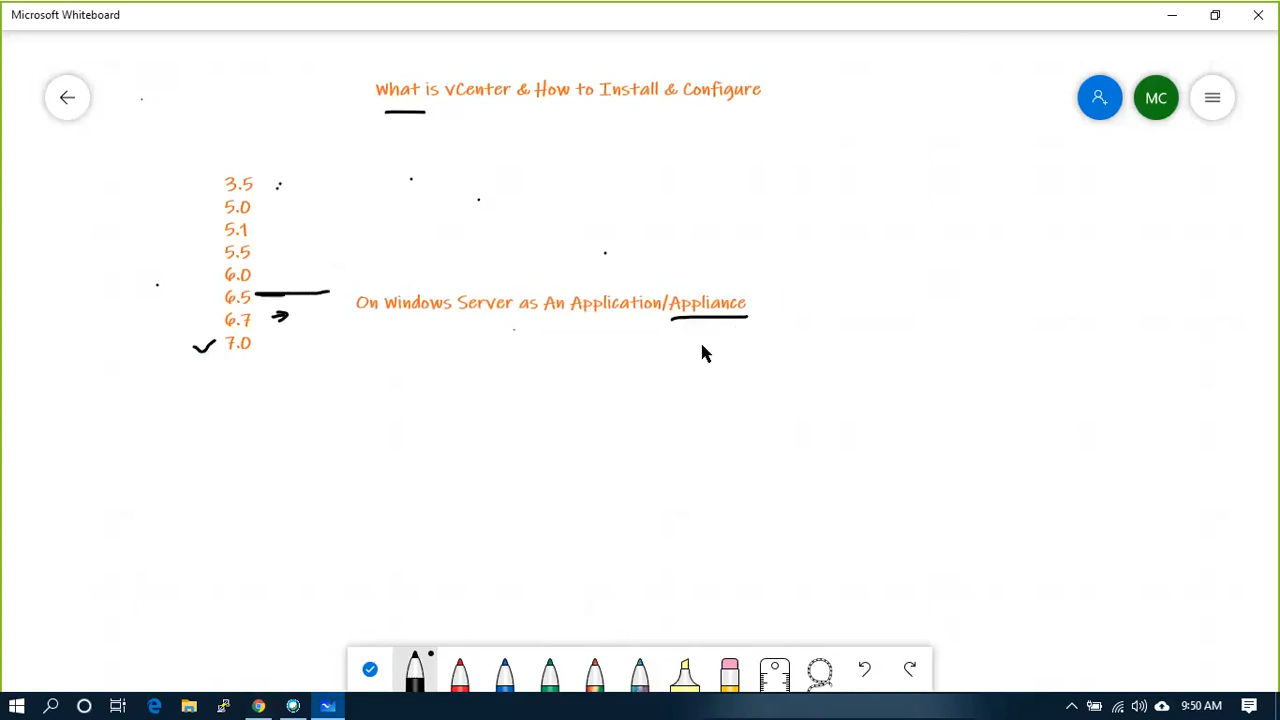 Microsoft Whiteboard
What is vCenter & How to Install & Configure
MC
3.5
5.0
5.1
5.5
6.0
6.5
On Windows Server as An Application/Appliance
6.7
7.0
9:50 AM